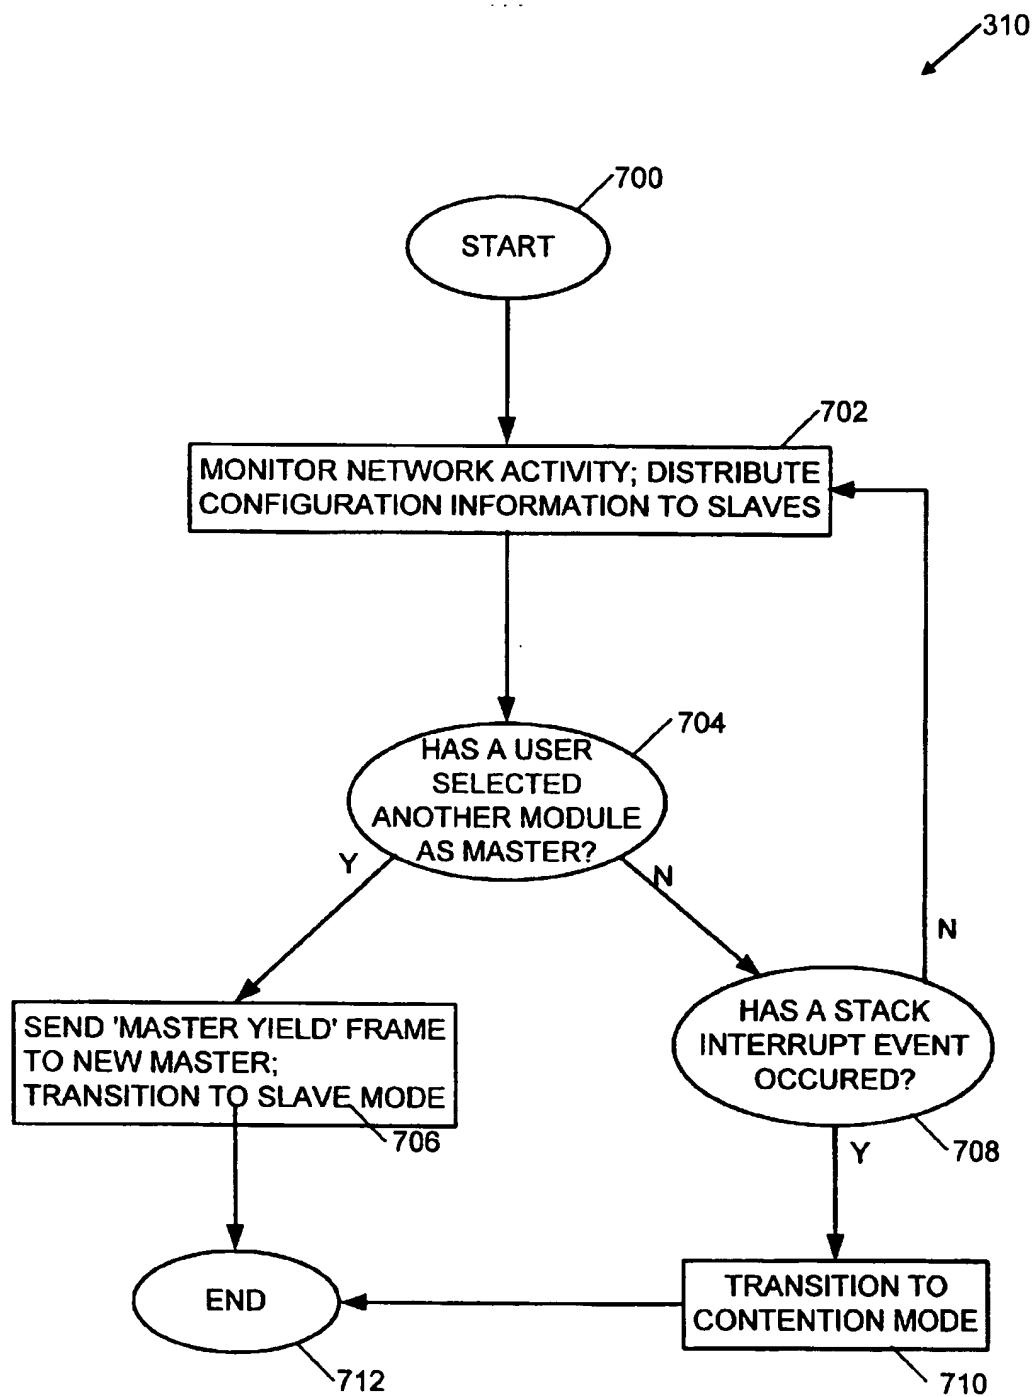 310
700
START
702
MONITOR NETWORK ACTIVITY; DISTRIBUTE
CONFIGURATION INFORMATION TO SLAVES
704
HAS A USER
SELECTED
ANOTHER MODULE
AS MASTER?
Y
N
N
SEND 'MASTER YIELD' FRAME
TO NEW MASTER;
TRANSITION TO SLAVE MODE
706
HAS A STACK
INTERRUPT EVENT
OCCURED?
708
Y
END
712
TRANSITION TO
CONTENTION MODE
710